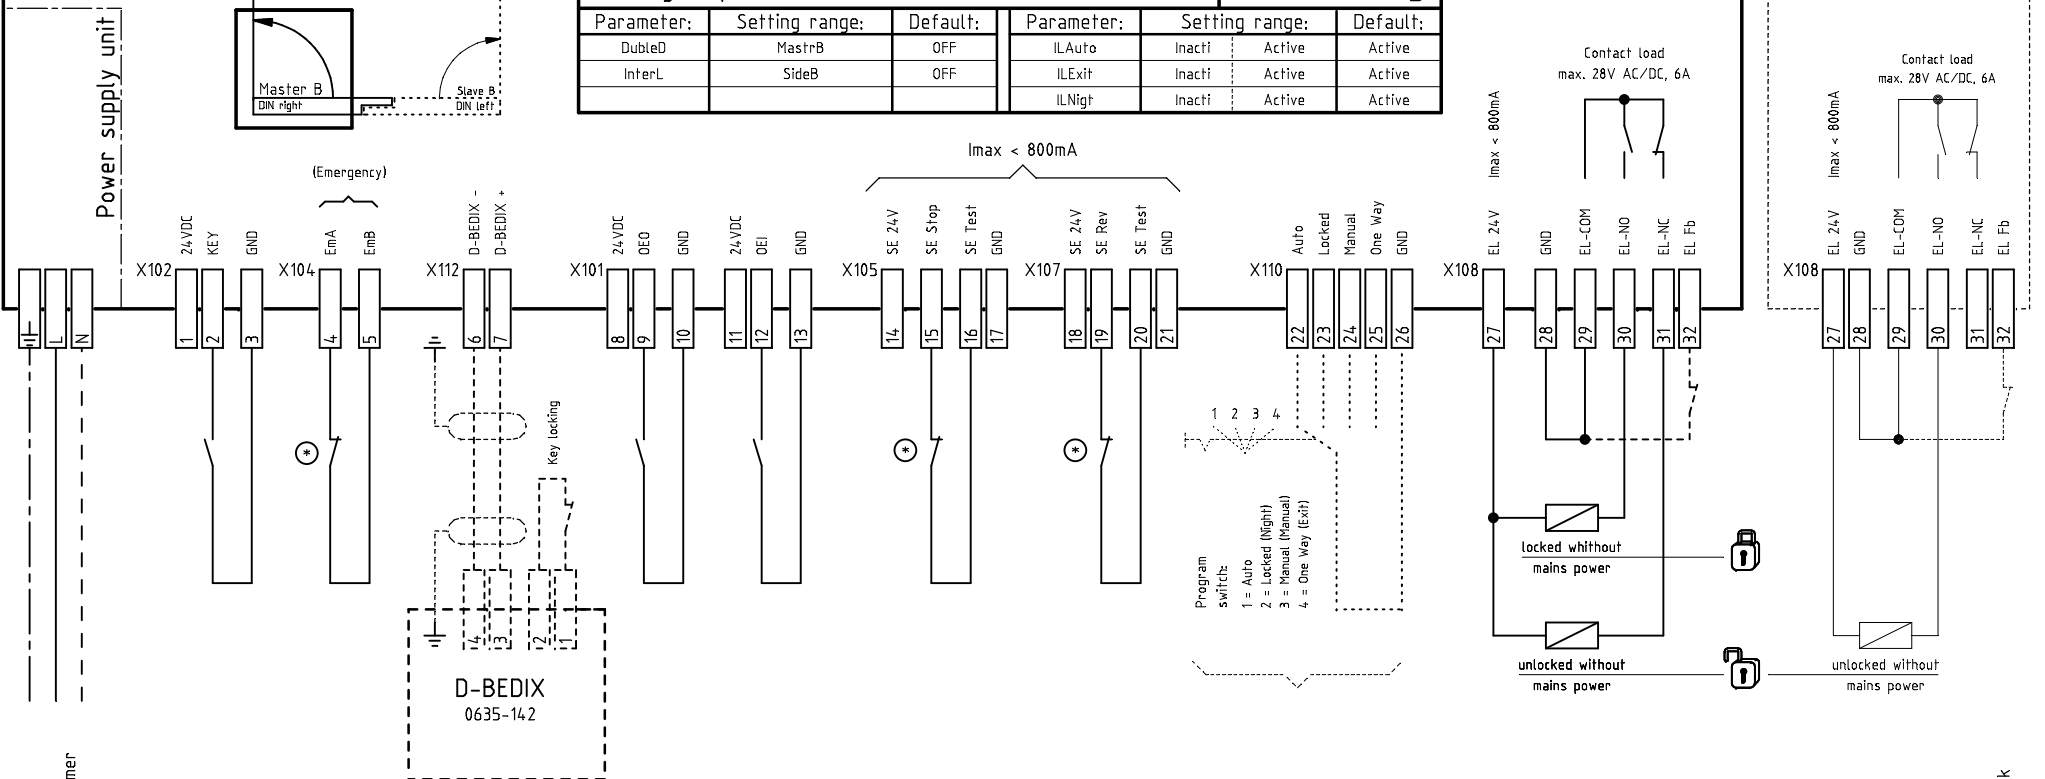 Parameter: Setting range: Default: Parameter: Setting range: Default:
DubleD MastrB OFF ILAuto Inacti Active Active
InterL SideB OFF ILExit Inacti Active Active
ILNigt Inacti Active Active
Power supply unit
Master B
DIN right
Slave B
DIN left
(Emergency)
Imax < 800mA
Contact load
max. 28V AC/DC, 6A
Imax < 800mA
Contact load
max. 28V AC/DC, 6A
Imax < 800mA
L
N
X102
24VDC
KEY
GND
1 2 3
X104
EmA
EmB
4 5
X112
D-BEDIX -
D-BEDIX +
6 7
X101
24VDC
OEO
GND
8 9 10
24VDC
OEI
GND
11 12 13
X105
SE 24V
SE Stop
SE Test
GND
14 15 16 17
X107
SE 24V
SE Rev
SE Test
GND
18 19 20 21
X110
Auto
Locked
Manual
One Way
GND
22 23 24 25 26
X108
EL 24V
GND
EL-COM
EL-NO
EL-NC
EL Fb
27 28 29 30 31 32
X108
EL 24V
GND
EL-COM
EL-NO
EL-NC
EL Fb
27 28 29 30 31 32
*
*
*
Key locking
4 3 2 1
D-BEDIX
0635-142
1 2 3 4
Program
switch:
1 = Auto
2 = Locked (Night)
3 = Manual (Manual)
4 = One Way (Exit)
locked whithout
mains power
unlocked without
mains power
unlocked without
mains power
mer
k